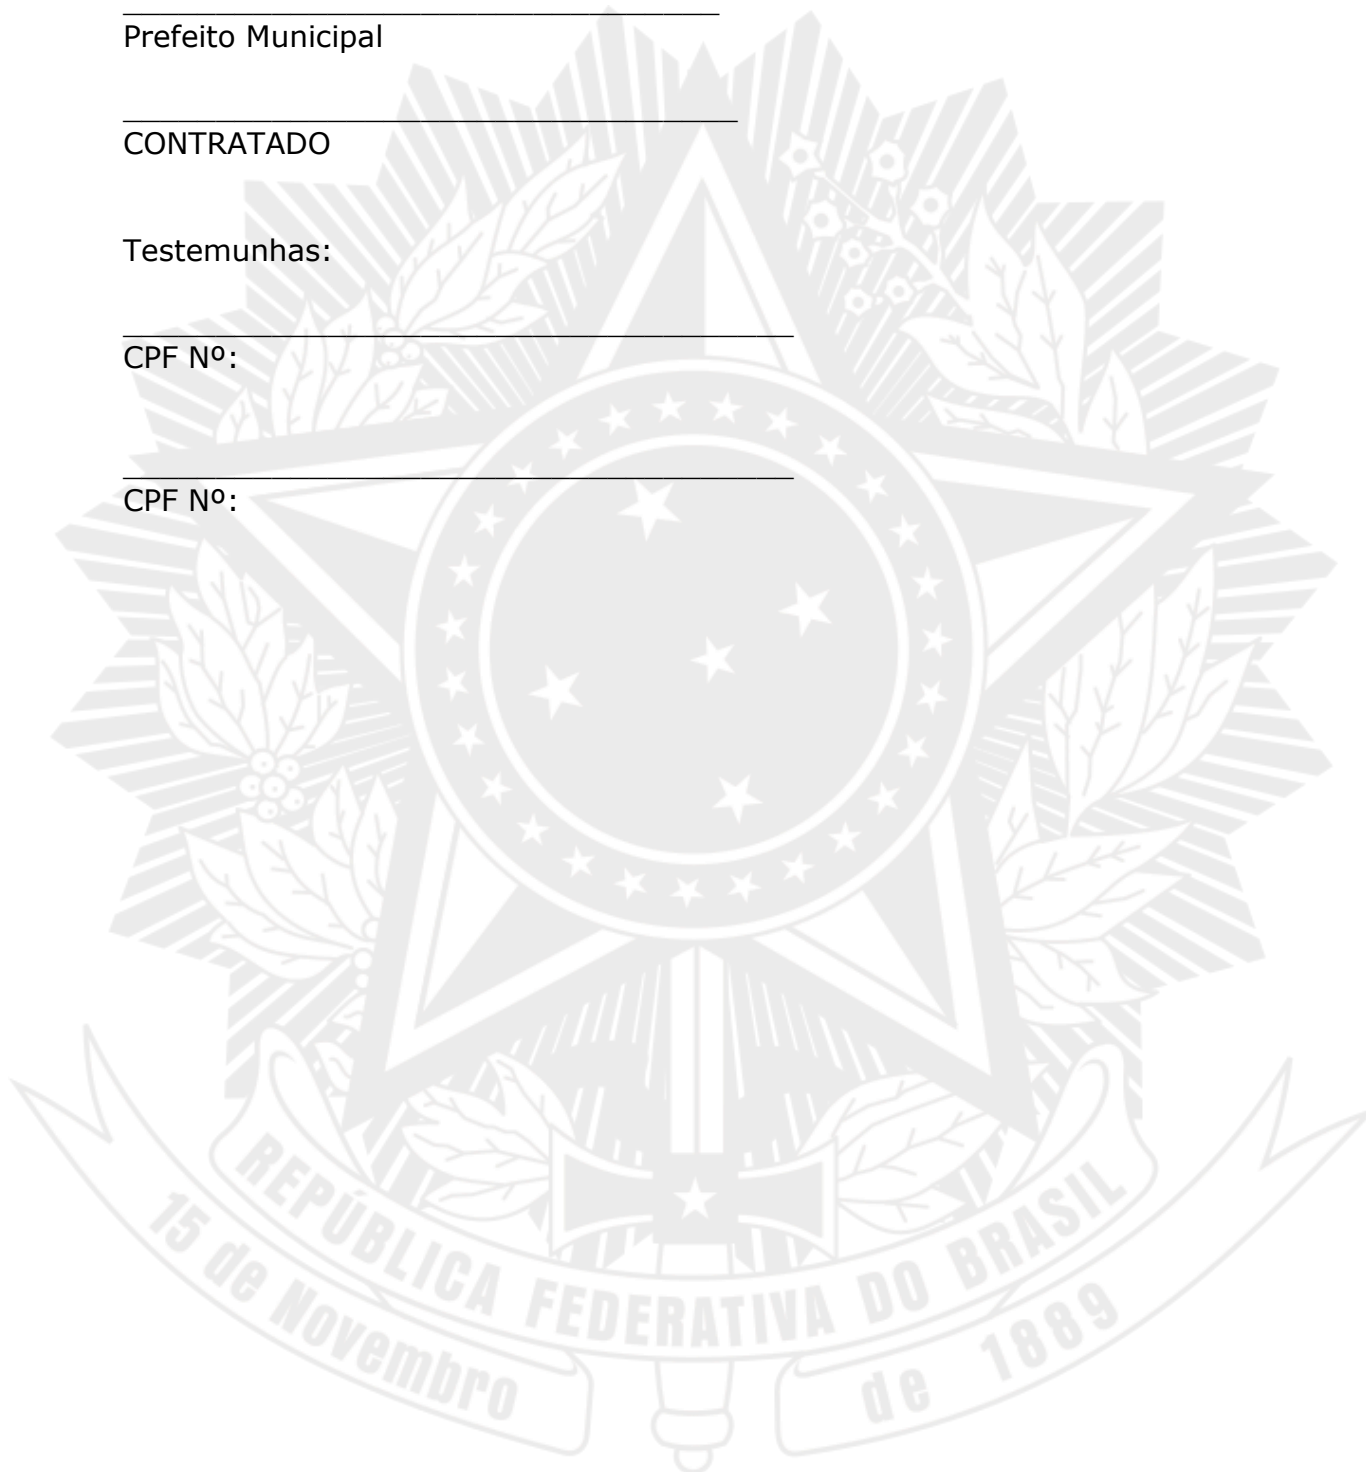 Prefeito Municipal
CONTRATADO
Testemunhas:
CPF Nº:
CPF Nº:
REPÚBLICA FEDERATIVA DO BRASIL
15 de Novembro de 1889